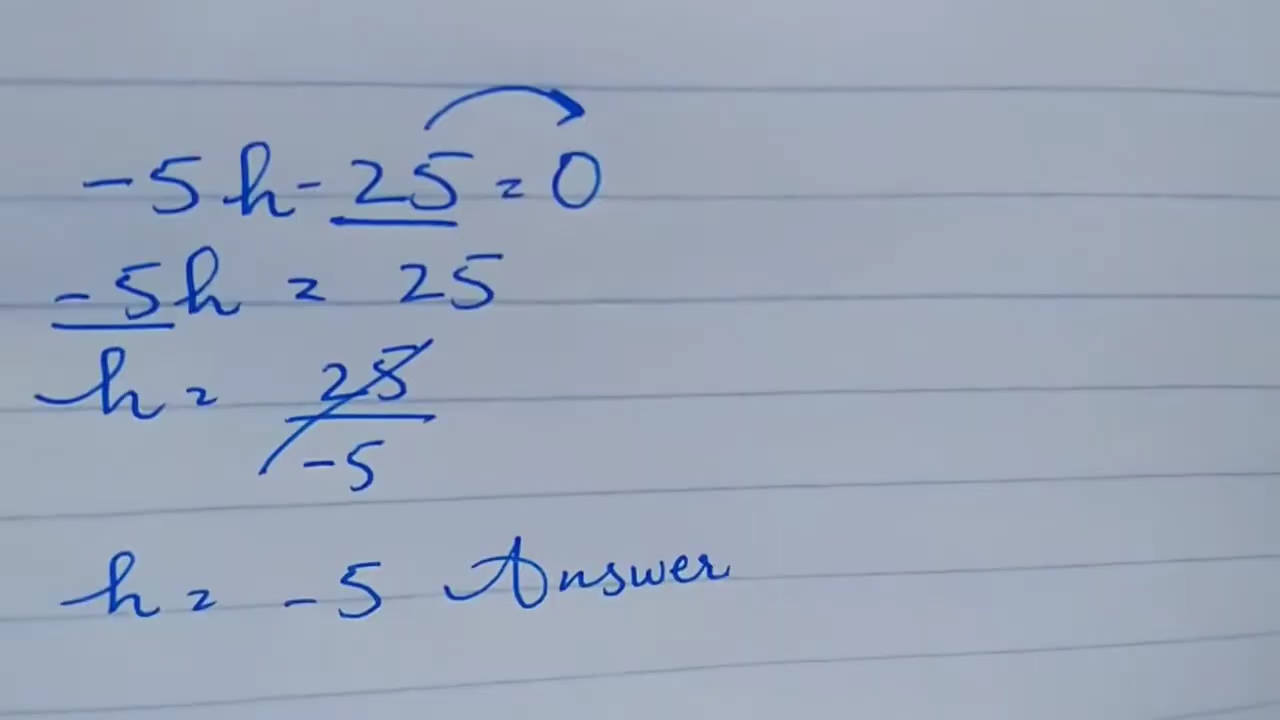 -5h - 25 = 0
-5h = 25
h = 25/-5
h = -5 Answer